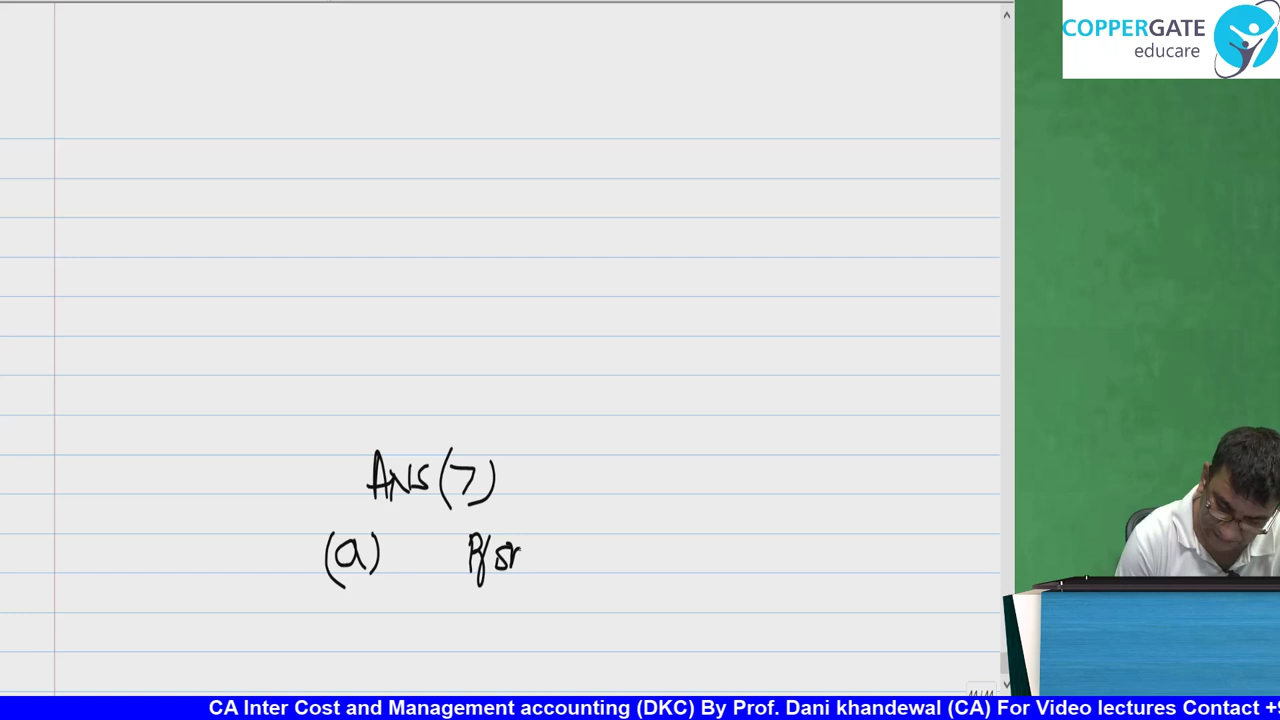 COPPERGATE
educare
Ans (7)
(a)
CA Inter Cost and Management accounting (DKC) By Prof. Dani khandewal (CA) For Video lectures Contact +9